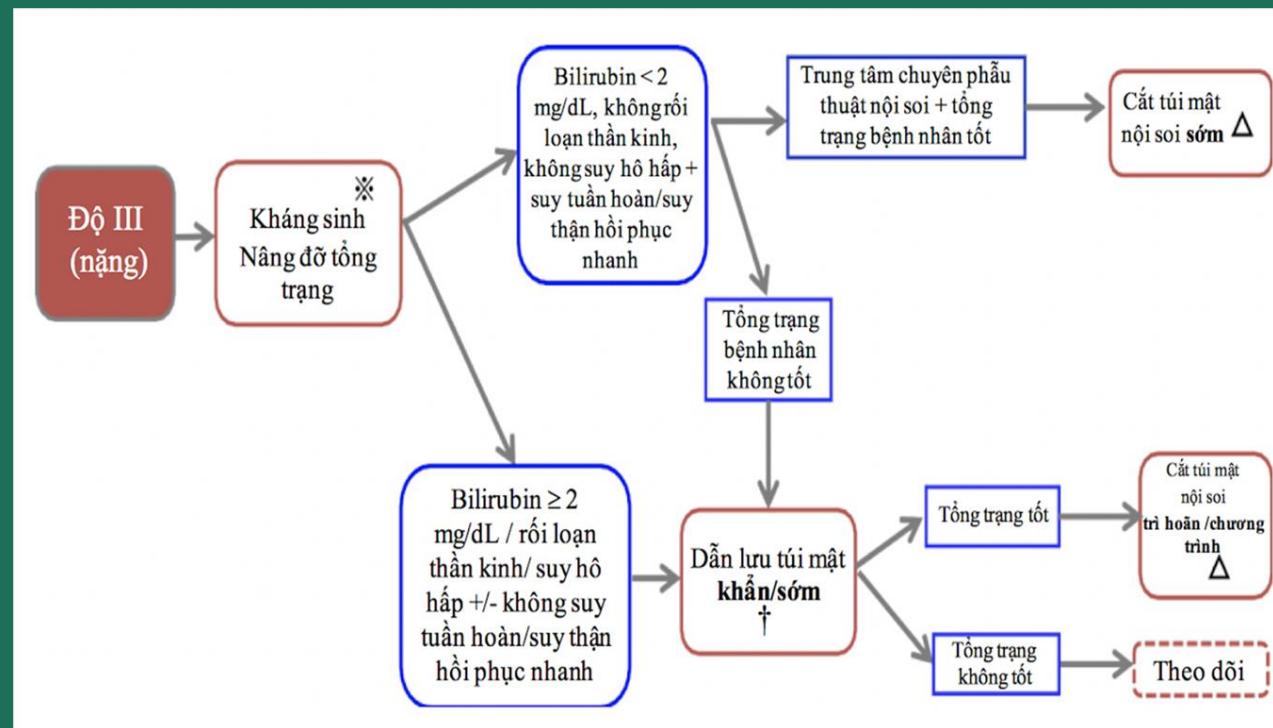 Độ III
(nặng)
※
Kháng sinh
Nâng đỡ tổng
trạng
Bilirubin < 2
mg/dL, không rối
loạn thần kinh,
không suy hô hấp +
suy tuần hoàn/suy
thận hồi phục
nhanh
Trung tâm chuyên phẫu
thuật nội soi + tổng
trạng bệnh nhân tốt
Cắt túi mật
nội soi sớm △
Tổng trạng
bệnh nhân
không tốt
Bilirubin ≥ 2
mg/dL / rối loạn
thần kinh/ suy hô
hấp +/- không suy
tuần hoàn/suy thận
hồi phục nhanh
Dẫn lưu túi mật
khẩn/sớm
†
Tổng trạng tốt
Cắt túi mật
nội soi
trì hoãn /chương
trình
△
Tổng trạng
không tốt
Theo dõi